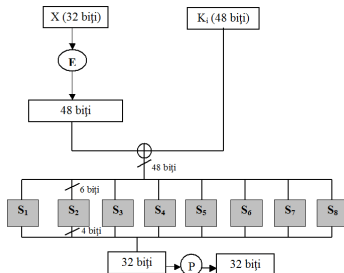 X (32 biţi)
K₁ (48 biţi)
E
48 biţi
48 biţi
6 biţi
S₁ S₂ S₃ S₄ S₅ S₆ S₇ S₈
4 biţi
32 biţi P 32 biţi